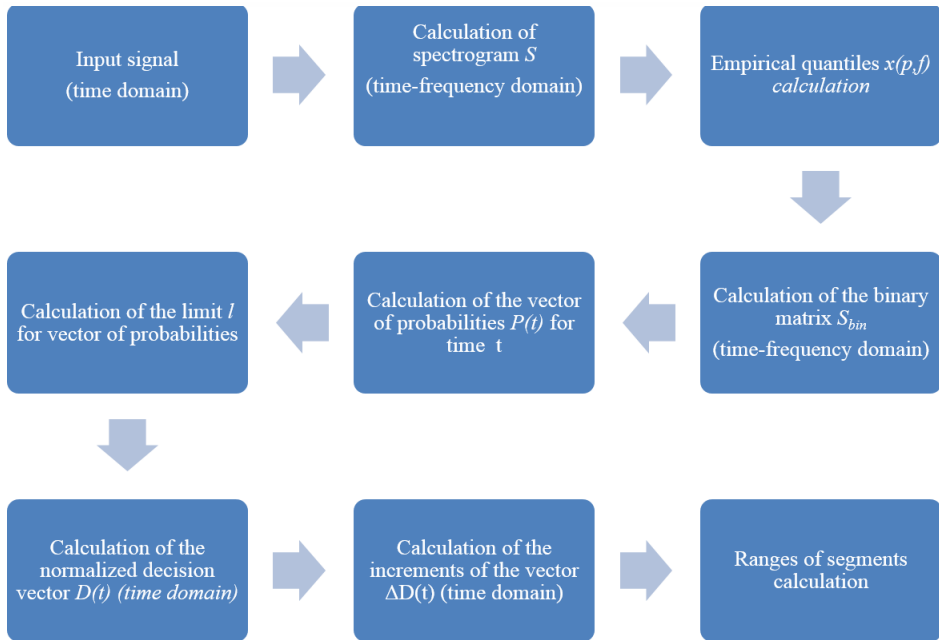 Input signal
(time domain)
Calculation of
spectrogram S
(time-frequency domain)
Empirical quantiles x(p,f)
calculation
Calculation of the binary
matrix Sbin
(time-frequency domain)
Calculation of the vector
of probabilities P(t) for
time t
Calculation of the limit l
for vector of probabilities
Calculation of the
normalized decision
vector D(t) (time domain)
Calculation of the
increments of the vector
ΔD(t) (time domain)
Ranges of segments
calculation